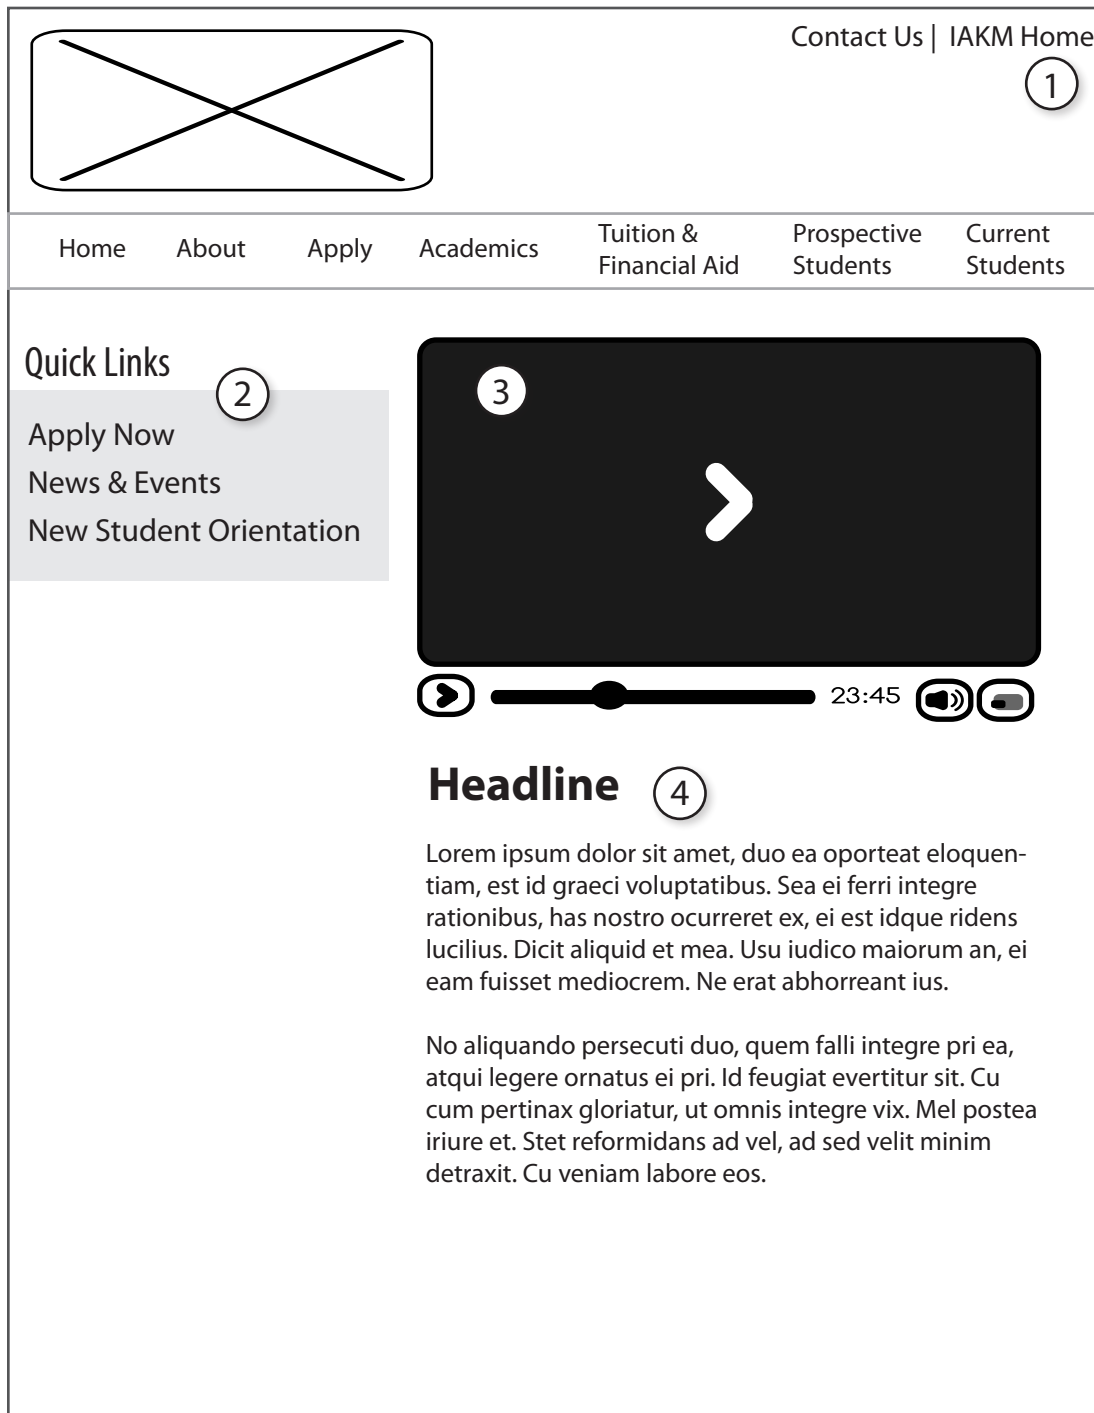 Contact Us | IAKM Home
1
Home About Apply Academics Tuition & Financial Aid Prospective Students Current Students
Quick Links
2
Apply Now
News & Events
New Student Orientation
3
23:45
Headline
4
Lorem ipsum dolor sit amet, duo ea oporteat eloquen-
tiam, est id graeci voluptatibus. Sea ei ferri integre
rationibus, has nostro ocurreret ex, ei est idque ridens
lucilius. Dicit aliquid et mea. Usu iudico maiorum an, ei
eam fuisset mediocrem. Ne erat abhorreant ius.
No aliquando persecuti duo, quem falli integre pri ea,
atqui legere ornatus ei pri. Id feugiat evertitur sit. Cu
cum pertinax gloriatur, ut omnis integre vix. Mel postea
iriure et. Stet reformidans ad vel, ad sed velit minim
detraxit. Cu veniam labore eos.